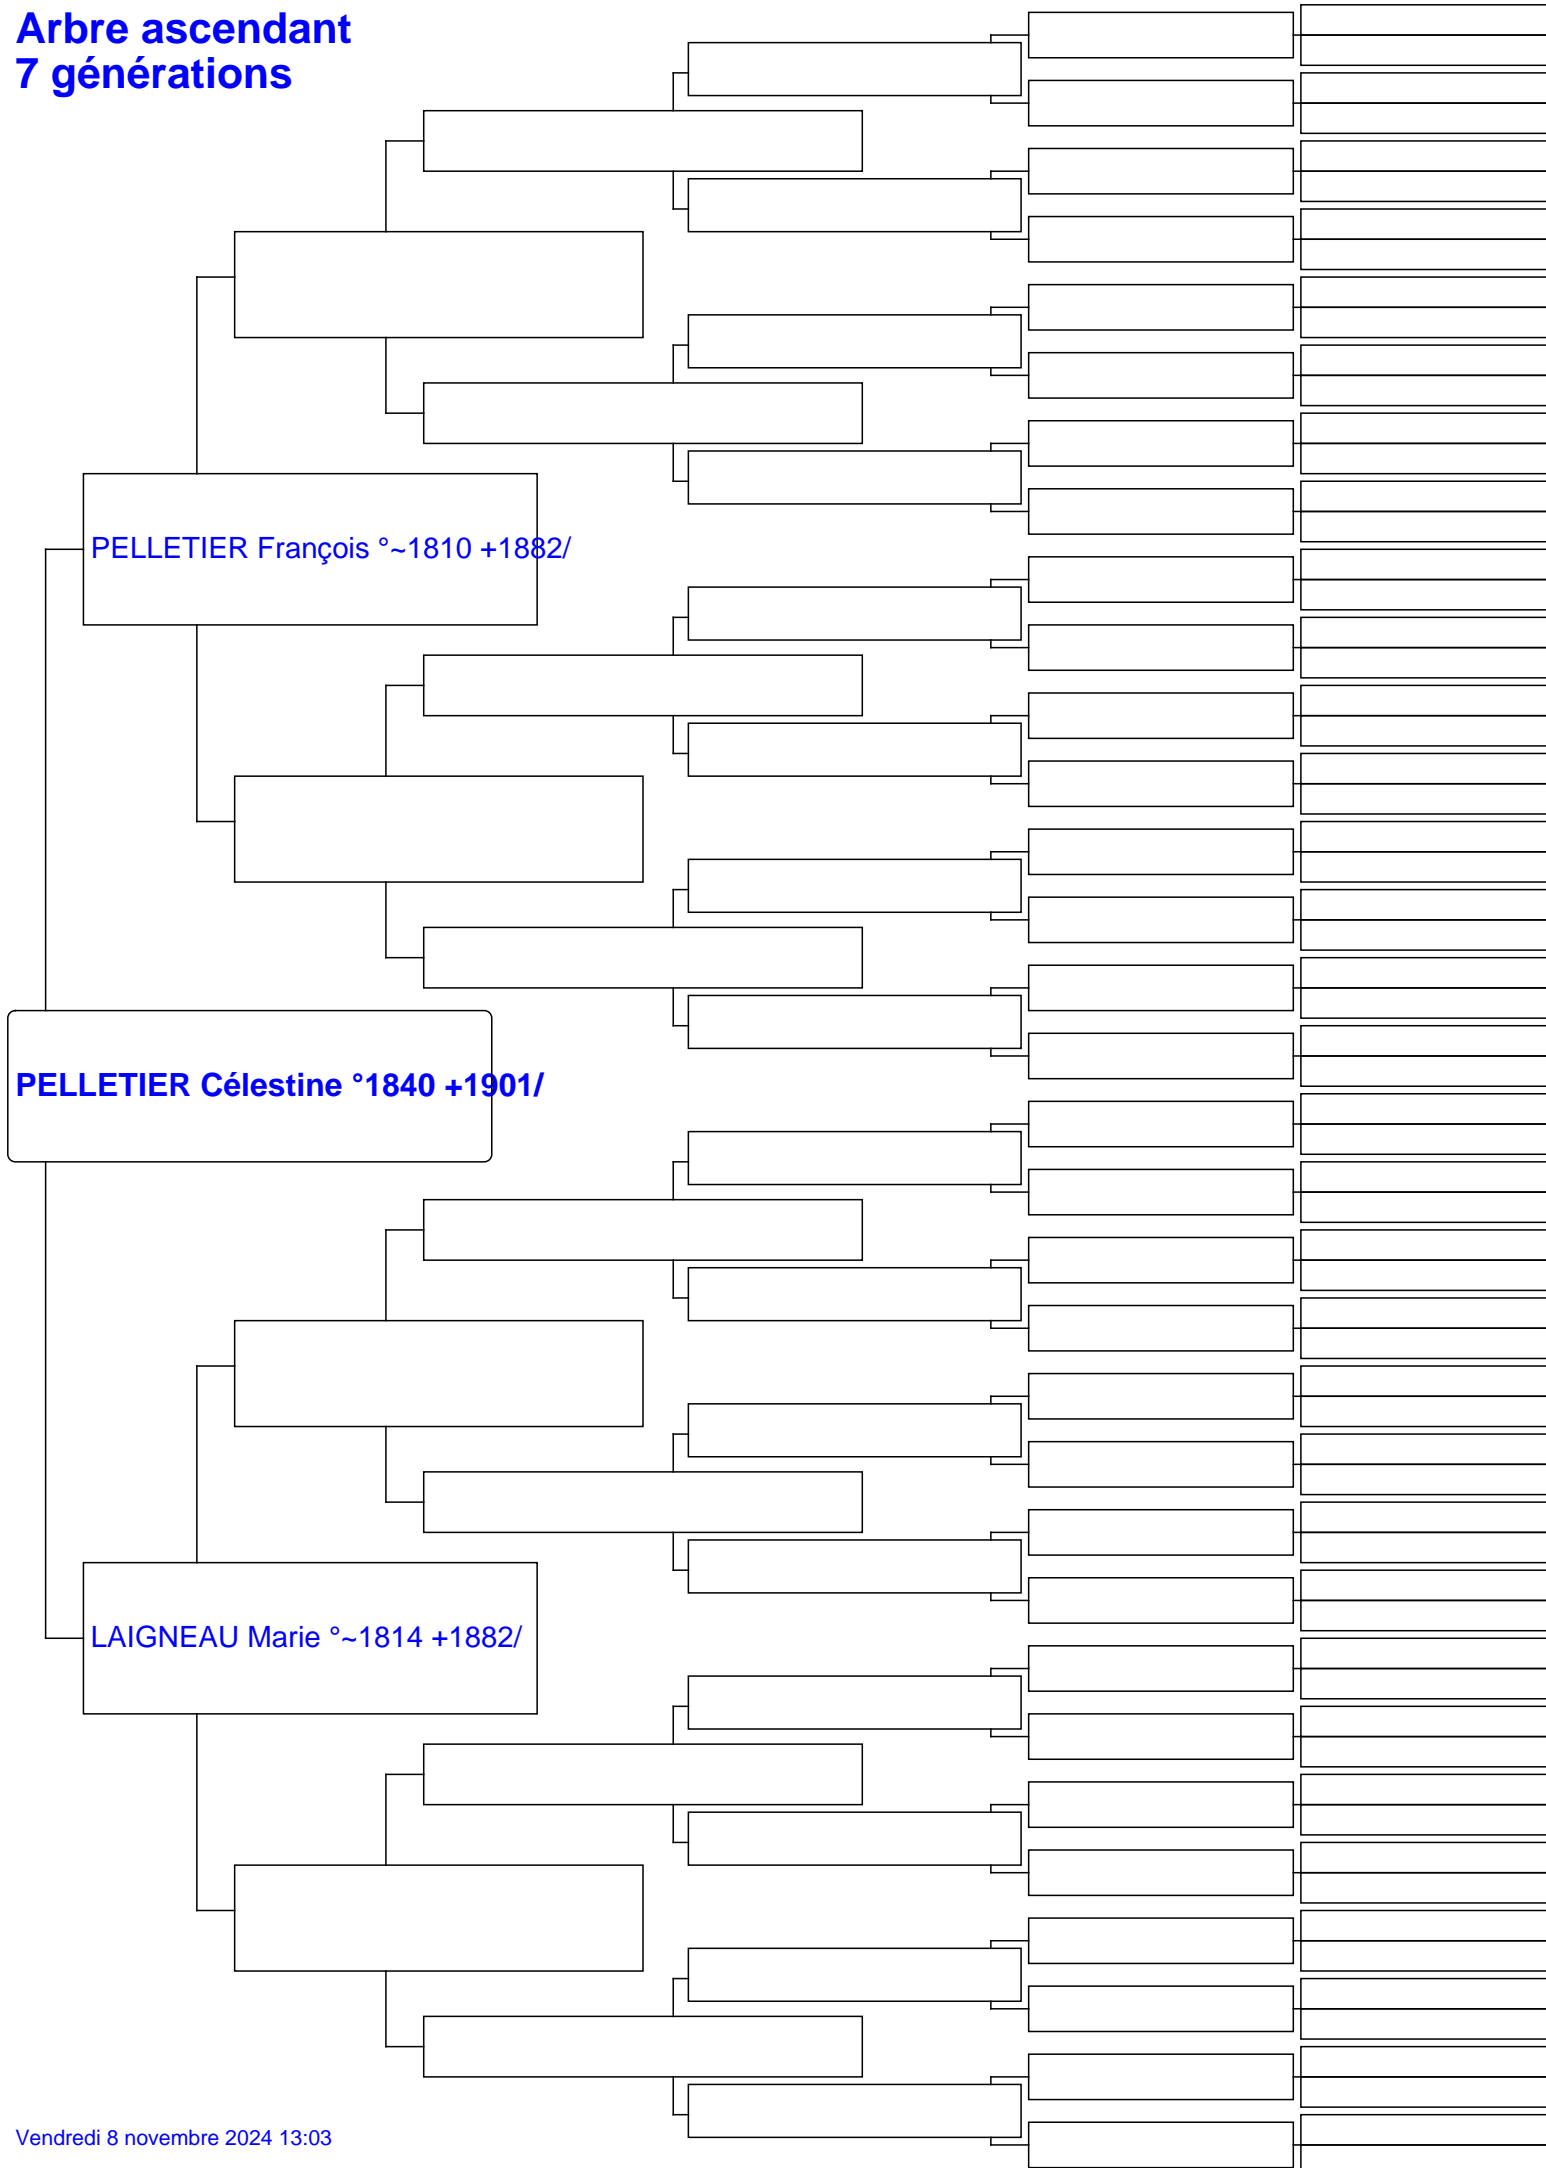 Arbre ascendant
7 générations
PELLETIER François °~1810 +1882/
PELLETIER Célestine °1840 +1901/
LAIGNEAU Marie °~1814 +1882/
Vendredi 8 novembre 2024 13:03